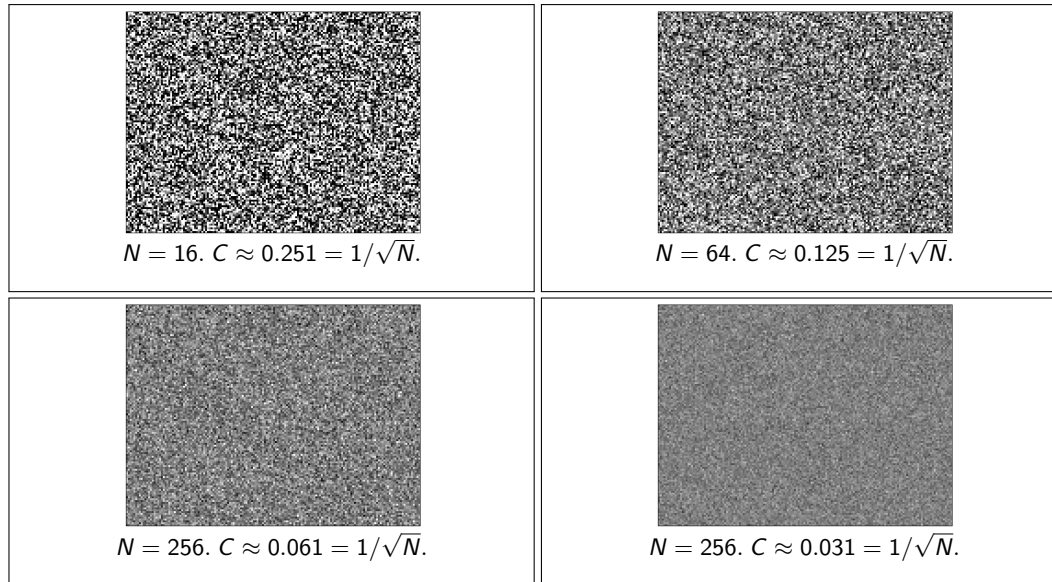 N = 16. C ≈ 0.251 = 1/√N.
N = 64. C ≈ 0.125 = 1/√N.
N = 256. C ≈ 0.061 = 1/√N.
N = 256. C ≈ 0.031 = 1/√N.